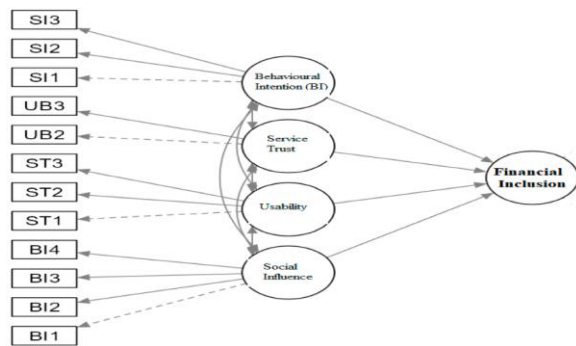 SI3
SI2
SI1
UB3
UB2
ST3
ST2
ST1
BI4
BI3
BI2
BI1
Behavioural
Intention (BI)
Service
Trust
Usability
Social
Influence
Financial
Inclusion